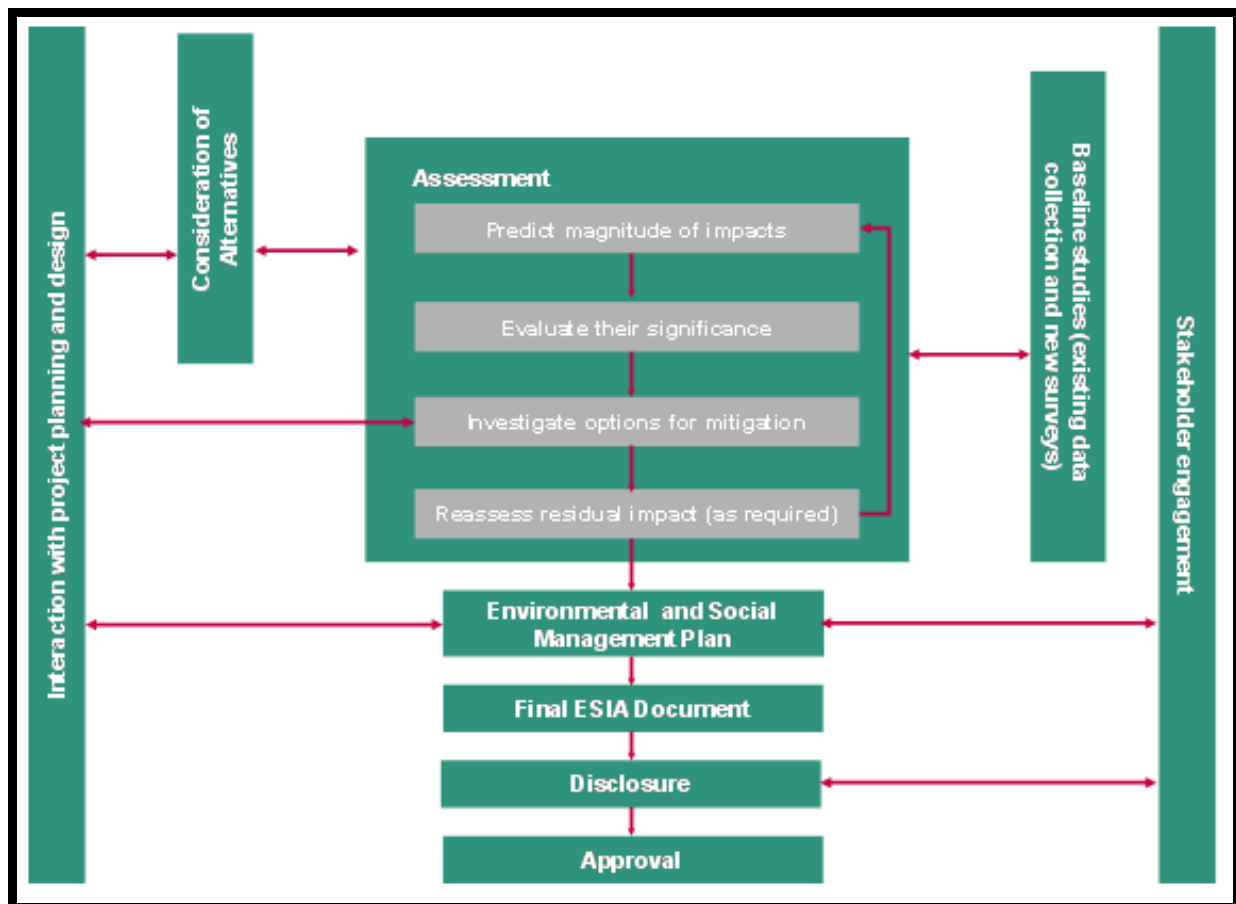 Interaction with project planning and design
Consideration of
Alternatives
Assessment
Predict magnitude of impacts
Evaluate their significance
Investigate options for mitigation
Reassess residual impact (as required)
Environmental and Social
Management Plan
Final ESIA Document
Disclosure
Approval
Baseline studies (existing data
collection and new surveys)
Stakeholder engagement